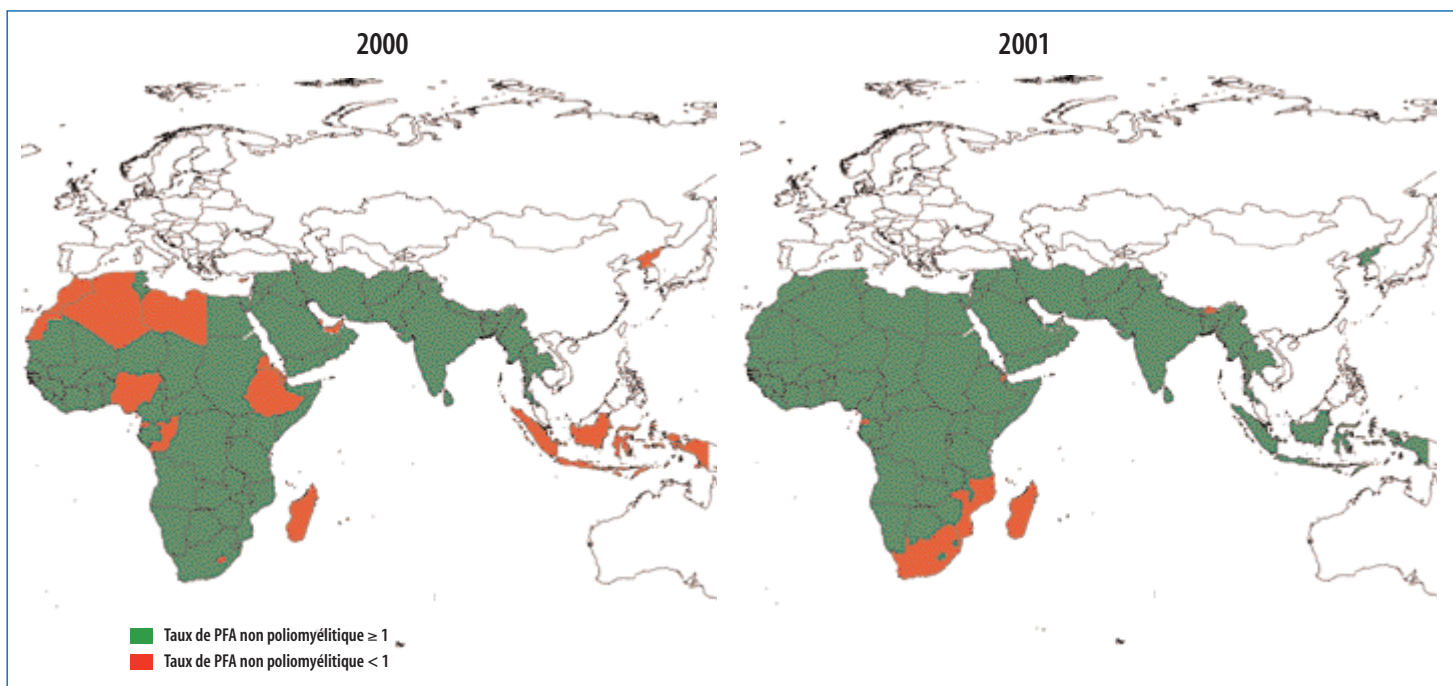 2000
2001
Taux de PFA non poliomyélitique ≥ 1
Taux de PFA non poliomyélitique < 1